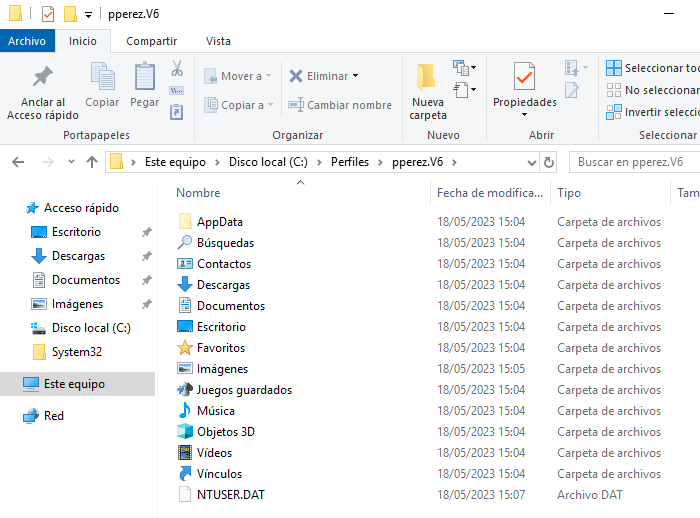 pperez.V6
Archivo Inicio Compartir Vista
Anclar al Acceso rápido
Copiar
Pegar
Mover a
Copiar a
Eliminar
Cambiar nombre
Nueva carpeta
Propiedades
Seleccionar todo
No seleccionar
Invertir selecci
Portapapeles Organizar Nuevo Abrir Seleccionar
Este equipo > Disco local (C:) > Perfiles > pperez.V6 >
Buscar en pperez.V6
Nombre Fecha de modifica... Tipo Tam
Acceso rápido
Escritorio
Descargas
Documentos
Imágenes
Disco local (C:)
System32
Este equipo
Red
AppData 18/05/2023 15:04 Carpeta de archivos
Búsquedas 18/05/2023 15:04 Carpeta de archivos
Contactos 18/05/2023 15:04 Carpeta de archivos
Descargas 18/05/2023 15:04 Carpeta de archivos
Documentos 18/05/2023 15:04 Carpeta de archivos
Escritorio 18/05/2023 15:04 Carpeta de archivos
Favoritos 18/05/2023 15:04 Carpeta de archivos
Imágenes 18/05/2023 15:05 Carpeta de archivos
Juegos guardados 18/05/2023 15:04 Carpeta de archivos
Música 18/05/2023 15:04 Carpeta de archivos
Objetos 3D 18/05/2023 15:04 Carpeta de archivos
Vídeos 18/05/2023 15:04 Carpeta de archivos
Vínculos 18/05/2023 15:04 Carpeta de archivos
NTUSER.DAT 18/05/2023 15:07 Archivo DAT